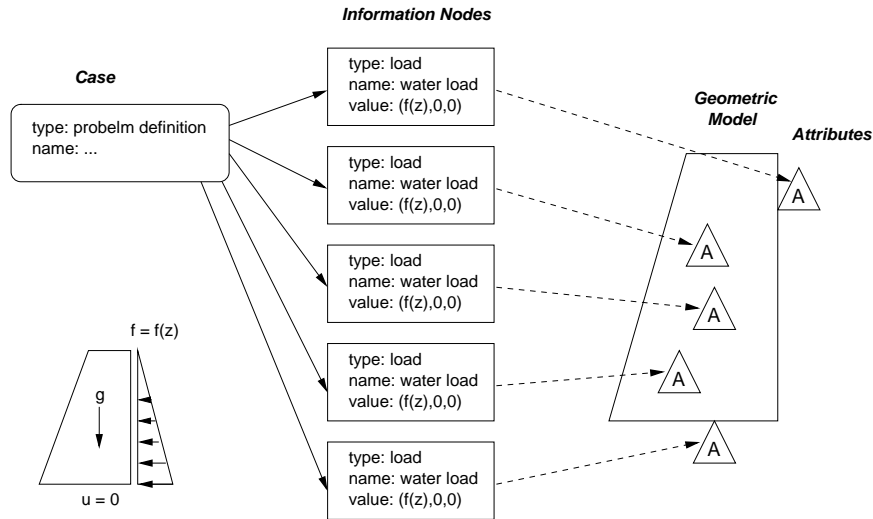 Information Nodes
Case
type: probelm definition
name: ...
type: load
name: water load
value: (f(z),0,0)
type: load
name: water load
value: (f(z),0,0)
type: load
name: water load
value: (f(z),0,0)
type: load
name: water load
value: (f(z),0,0)
type: load
name: water load
value: (f(z),0,0)
Geometric
Model
Attributes
A
A
A
A
A
f = f(z)
g
u = 0